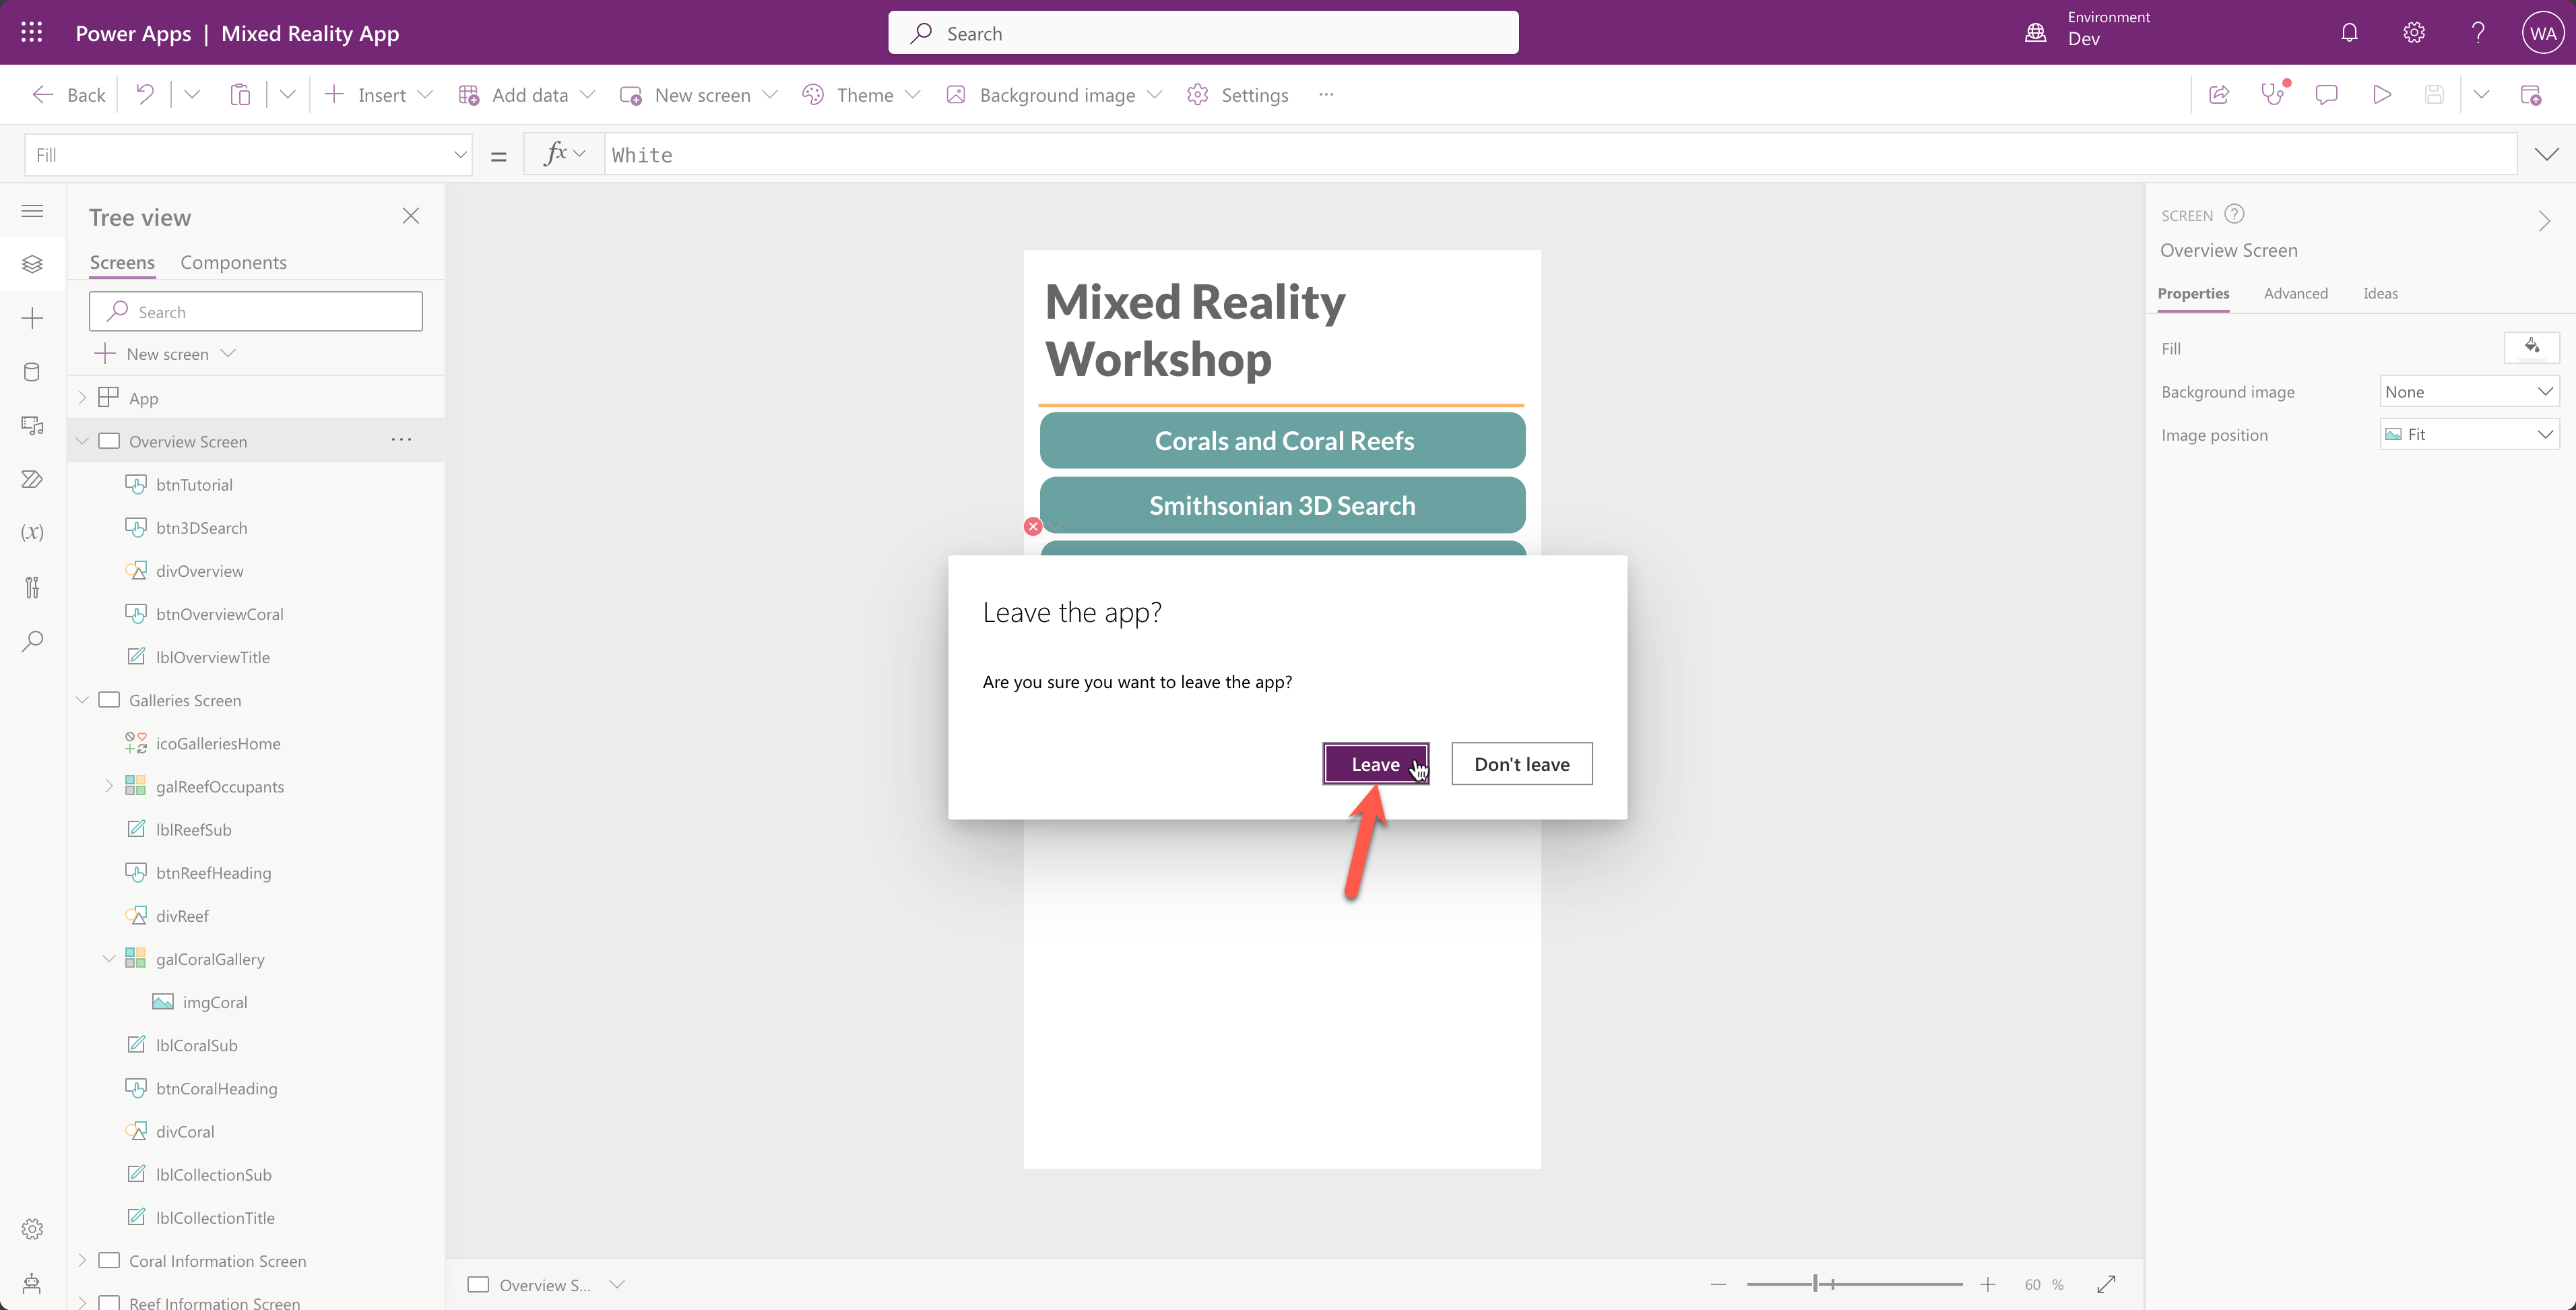 Power Apps | Mixed Reality App
Search
Environment
Dev
WA
Back
Insert
Add data
New screen
Theme
Background image
Settings
Fill
=
fx
White
Tree view
Screens
Components
Search
New screen
App
Overview Screen
btnTutorial
btn3DSearch
divOverview
btnOverviewCoral
lblOverviewTitle
Galleries Screen
icoGalleriesHome
galReefOccupants
lblReefSub
btnReefHeading
divReef
galCoralGallery
imgCoral
lblCoralSub
btnCoralHeading
divCoral
lblCollectionSub
lblCollectionTitle
Coral Information Screen
Reef Information Screen
(x)
Mixed Reality
Workshop
Corals and Coral Reefs
Smithsonian 3D Search
Leave the app?
Are you sure you want to leave the app?
Leave
Don't leave
SCREEN
Overview Screen
Properties
Advanced
Ideas
Fill
Background image
None
Image position
Fit
Overview S...
60 %